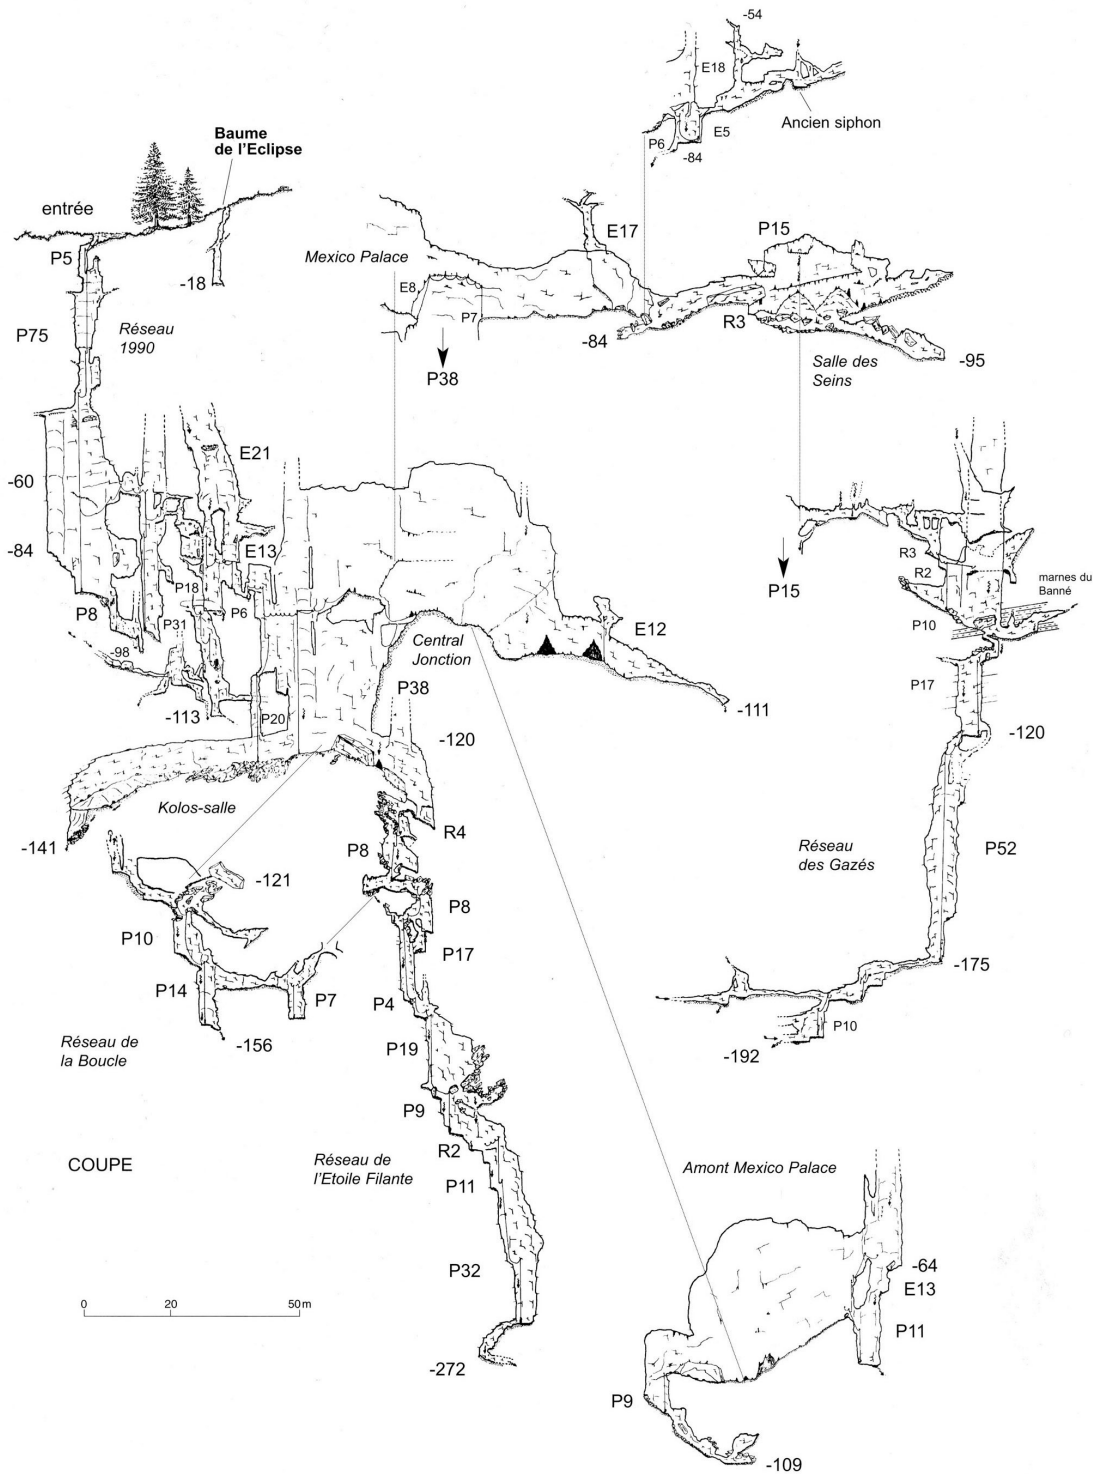 -54
E18
Ancien siphon
E5
P6
-84
Baume
de l'Eclipse
entrée
P5
-18
E17
P15
Mexico Palace
E8
P7
P75
Réseau
1990
-84
R3
P38
Salle des
Seins
-95
E21
-60
-84
E13
P18
P6
P8
P31
-98
-113
P20
Central
Jonction
P38
E12
-111
-120
R3
R2
P15
marnes du
Banné
P10
P17
-120
Kolos-salle
-141
R4
P8
-121
P8
P10
P17
P14
P7
P4
-156
Réseau de
la Boucle
P19
Réseau
des Gazés
P52
-175
P10
-192
P9
R2
COUPE
Réseau de
l'Etoile Filante
P11
Amont Mexico Palace
P32
-64
E13
P11
0 20 50 m
-272
P9
-109